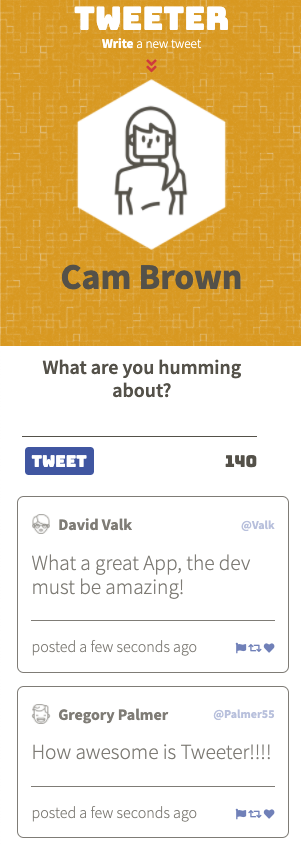 TWEETER
Write a new tweet
Cam Brown
What are you humming
about?
TWEET 140
David Valk @Valk
What a great App, the dev
must be amazing!
posted a few seconds ago
Gregory Palmer @Palmer55
How awesome is Tweeter!!!!
posted a few seconds ago